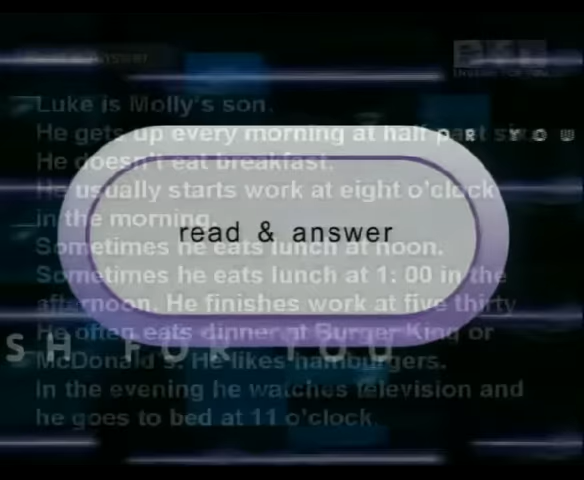 Luke is Molly's son.
He gets up every morning at half past six.
R YOU
He doesn't eat breakfast.
He usually starts work at eight o'clock
in the morning.
read & answer
Sometimes he eats lunch at noon.
Sometimes he eats lunch at 1:00 in the
afternoon. He finishes work at five thirty
He often eats dinner at Burger King or
SH FOR YOU
McDonald's. He likes hamburgers.
In the evening he watches television and
he goes to bed at 11 o'clock.